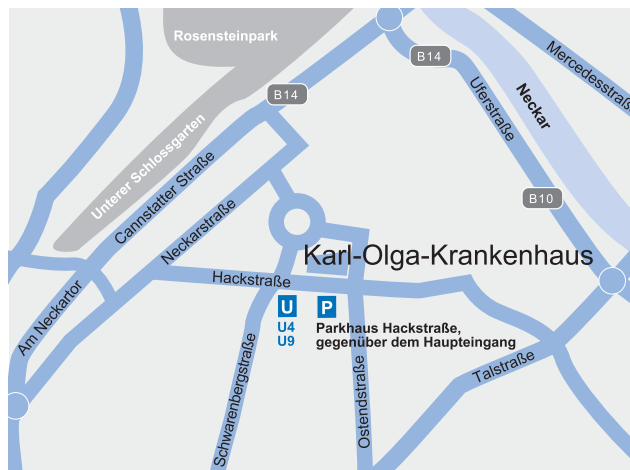 Rosensteinpark
B14
Mercedesstraß
B14
Uferstraße
Neckar
Unterer Schlossgarten
Cannstatter Straße
B10
Neckarstraße
Karl-Olga-Krankenhaus
Hackstraße
Am Neckartor
U
P
U4
U9
Parkhaus Hackstraße,
gegenüber dem Haupteingang
Schwarenbergstraße
Ostendstraße
Talstraße